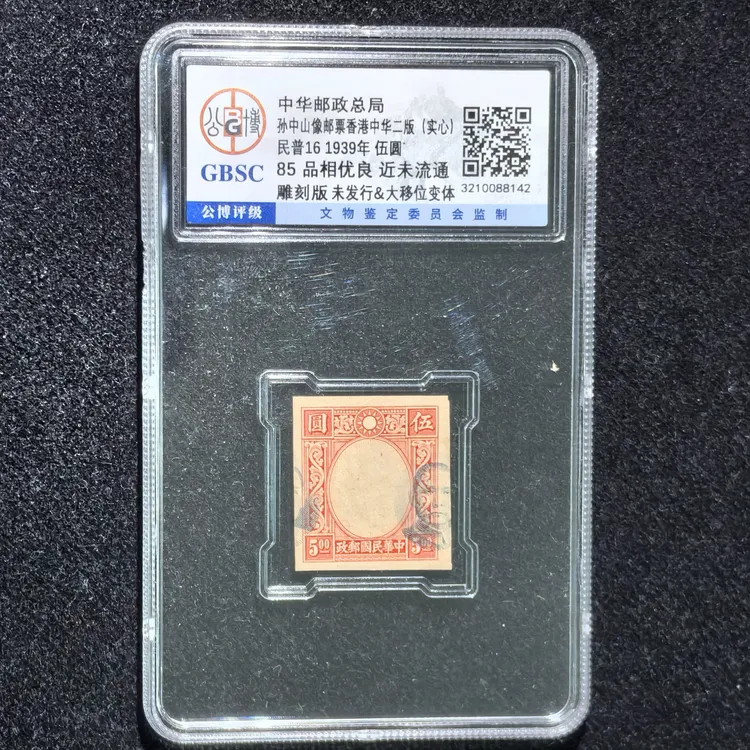 公博
G
GBSC
公博评级
中华邮政总局
孙中山像邮票香港中华二版（实心）
民普16 1939年 伍圆
85 品相优良 近未流通
雕刻版 未发行&大移位变体
3210088142
文物鉴定委员会监制
圓 伍
5 00 政郵國民華中 5 00